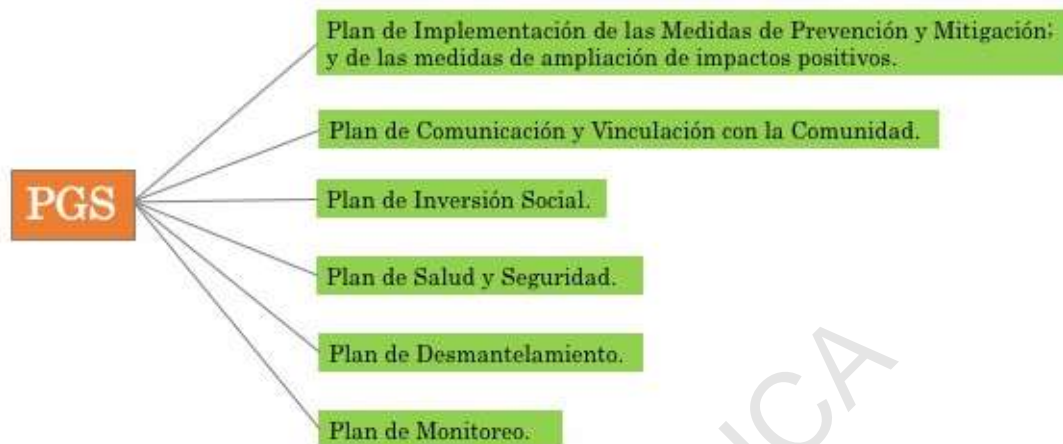 Plan de Implementación de las Medidas de Prevención y Mitigación;
y de las medidas de ampliación de impactos positivos.
Plan de Comunicación y Vinculación con la Comunidad.
PGS
Plan de Inversión Social.
Plan de Salud y Seguridad.
Plan de Desmantelamiento.
Plan de Monitoreo.